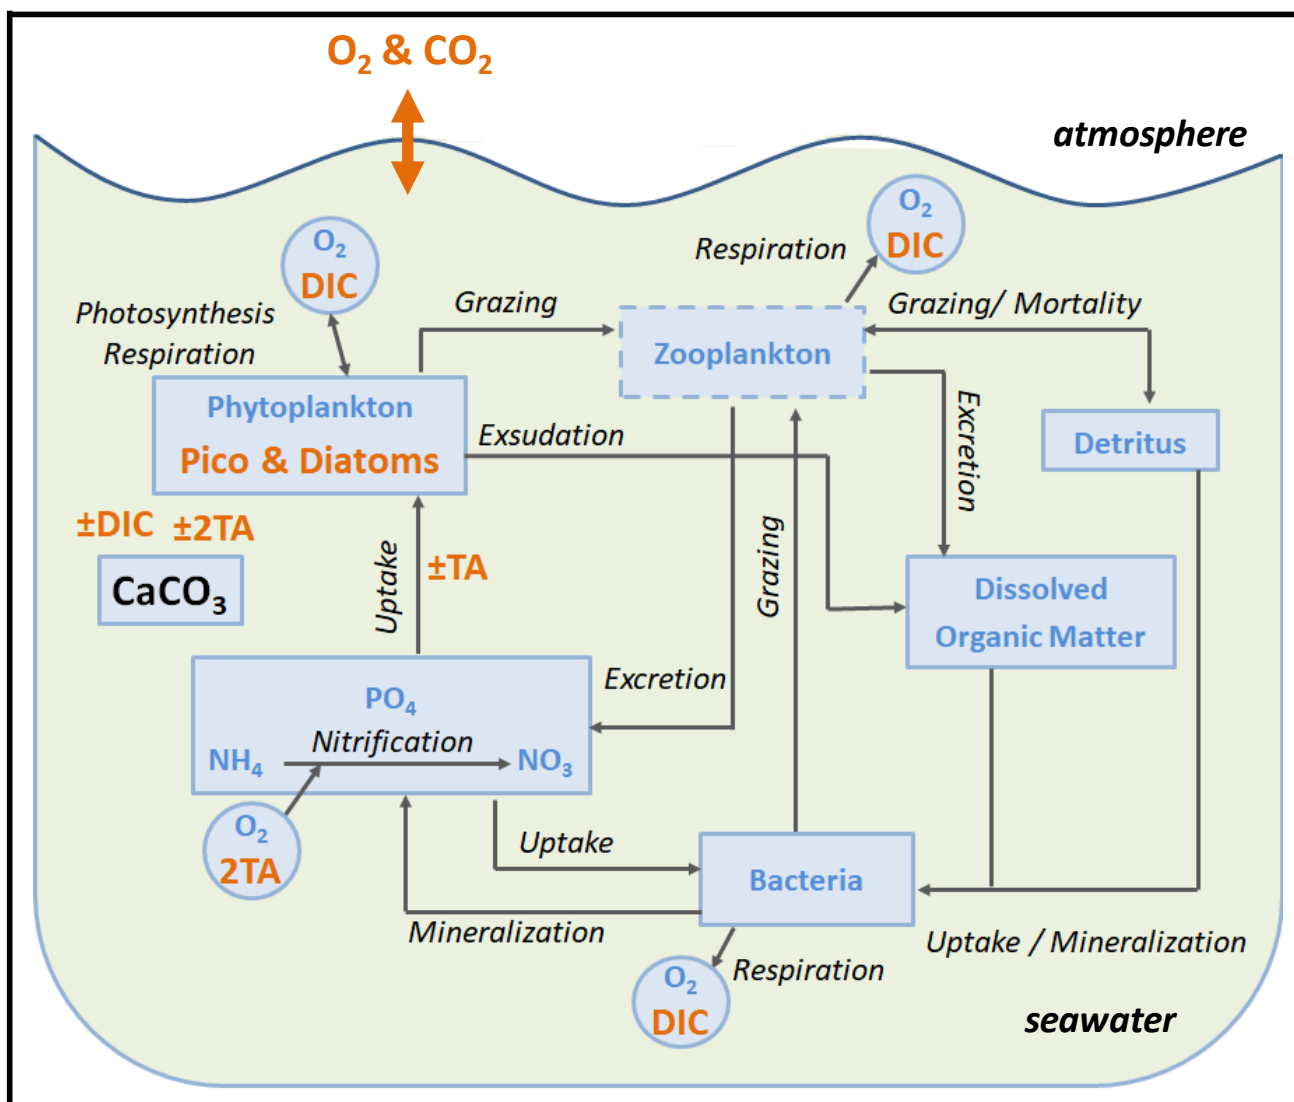 O₂ & CO₂
atmosphere
O₂
DIC
Respiration
O₂
DIC
Photosynthesis
Respiration
Grazing
Grazing/ Mortality
Zooplankton
Phytoplankton
Pico & Diatoms
Exsudation
Excretion
Detritus
±DIC
±2TA
CaCO₃
Uptake
±TA
Grazing
Dissolved
Organic Matter
Excretion
PO₄
Nitrification
NH₄
NO₃
O₂
2TA
Uptake
Bacteria
Mineralization
Uptake / Mineralization
Respiration
O₂
DIC
seawater